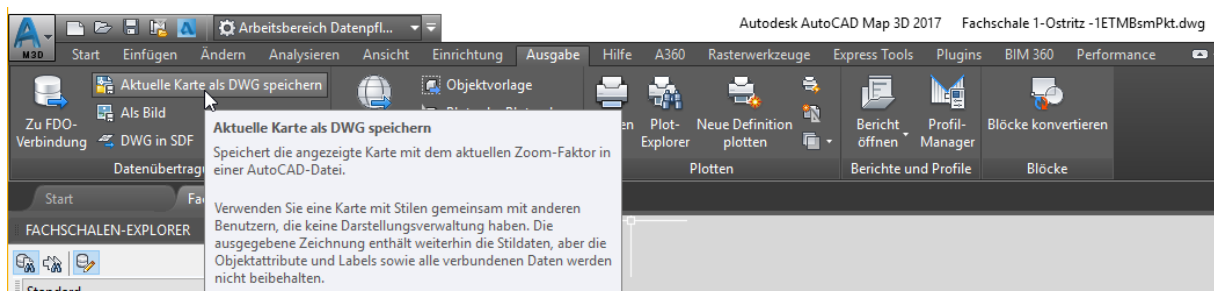 Arbeitsbereich Datenpfl...
Autodesk AutoCAD Map 3D 2017 Fachschale 1-Ostritz -1ETMBsmPkt.dwg
M3D Start Einfügen Ändern Analysieren Ansicht Einrichtung Ausgabe Hilfe A360 Rasterwerkzeuge Express Tools Plugins BIM 360 Performance
Aktuelle Karte als DWG speichern
Als Bild
DWG in SDF
Zu FDO-
Verbindung
Objektvorlage
Plot-
Explorer
Neue Definition
plotten
Bericht
öffnen
Profil-
Manager
Blöcke konvertieren
Plotten
Berichte und Profile
Blöcke
Start
FACHSCHALEN-EXPLORER
Aktuelle Karte als DWG speichern
Speichert die angezeigte Karte mit dem aktuellen Zoom-Faktor in
einer AutoCAD-Datei.
Verwenden Sie eine Karte mit Stilen gemeinsam mit anderen
Benutzern, die keine Darstellungsverwaltung haben. Die
ausgegebene Zeichnung enthält weiterhin die Stildaten, aber die
Objektattribute und Labels sowie alle verbundenen Daten werden
nicht beibehalten.
Standard